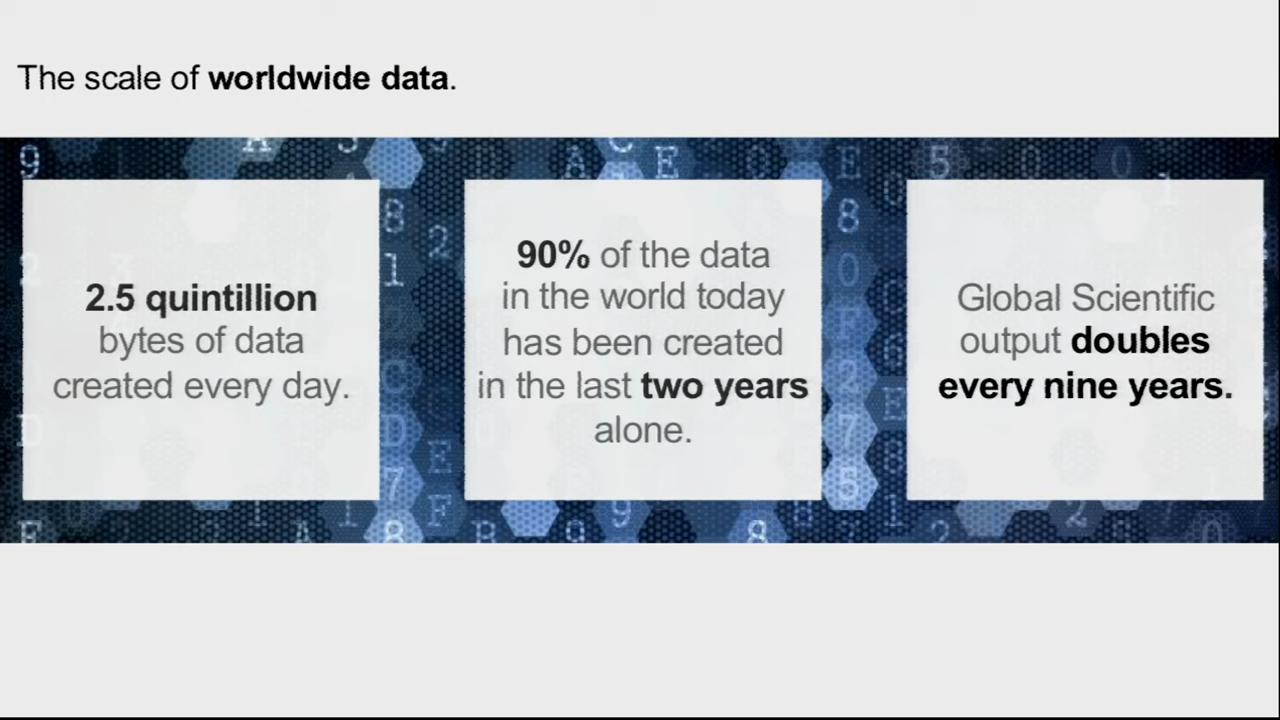 The scale of worldwide data.
2.5 quintillion
bytes of data
created every day.
90% of the data
in the world today
has been created
in the last two years
alone.
Global Scientific
output doubles
every nine years.